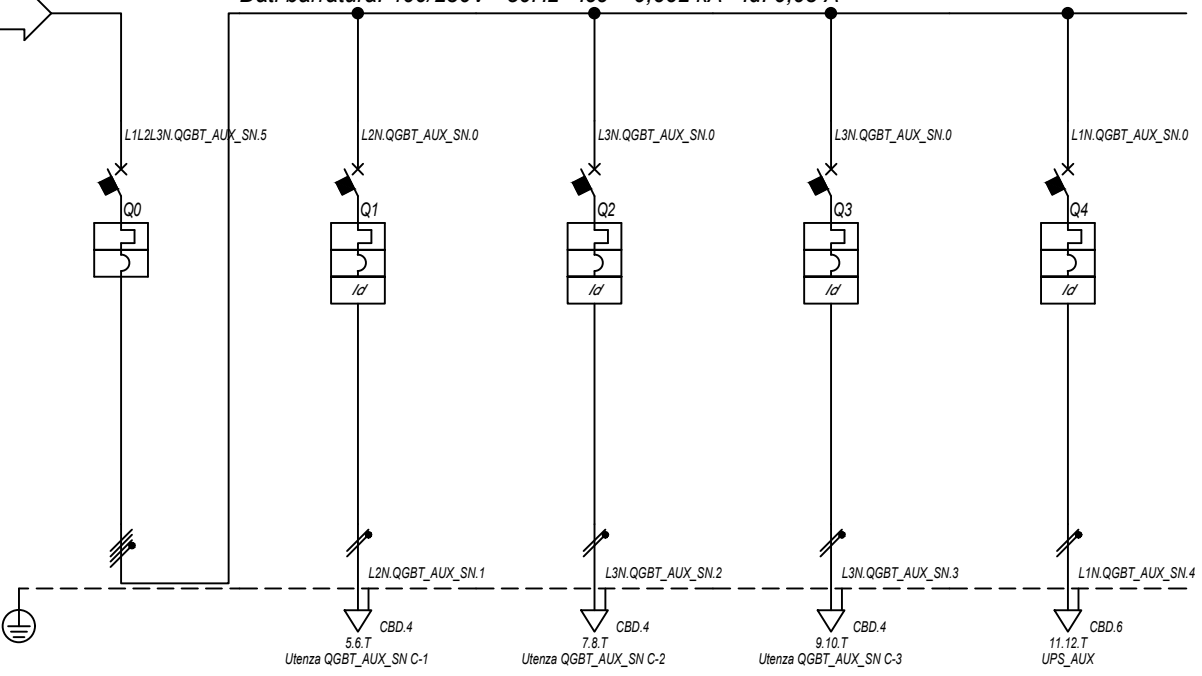 L1L2L3N.QGBT_AUX_SN.5
L2N.QGBT_AUX_SN.0
L3N.QGBT_AUX_SN.0
L3N.QGBT_AUX_SN.0
L1N.QGBT_AUX_SN.0
Q0
Q1
Q2
Q3
Q4
Id
Id
Id
Id
L2N.QGBT_AUX_SN.1
L3N.QGBT_AUX_SN.2
L3N.QGBT_AUX_SN.3
L1N.QGBT_AUX_SN.4
CBD.4
CBD.4
CBD.4
CBD.6
5.6.T
7.8.T
9.10.T
11.12.T
Utenza QGBT_AUX_SN C-1
Utenza QGBT_AUX_SN C-2
Utenza QGBT_AUX_SN C-3
UPS_AUX